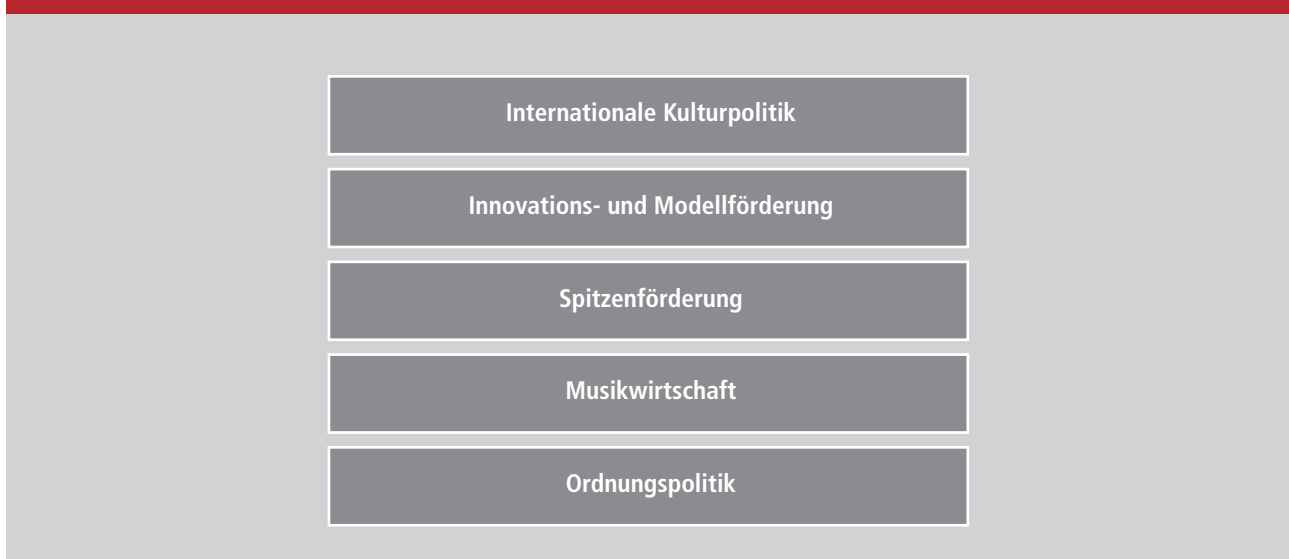 Internationale Kulturpolitik
Innovations- und Modellförderung
Spitzenförderung
Musikwirtschaft
Ordnungspolitik